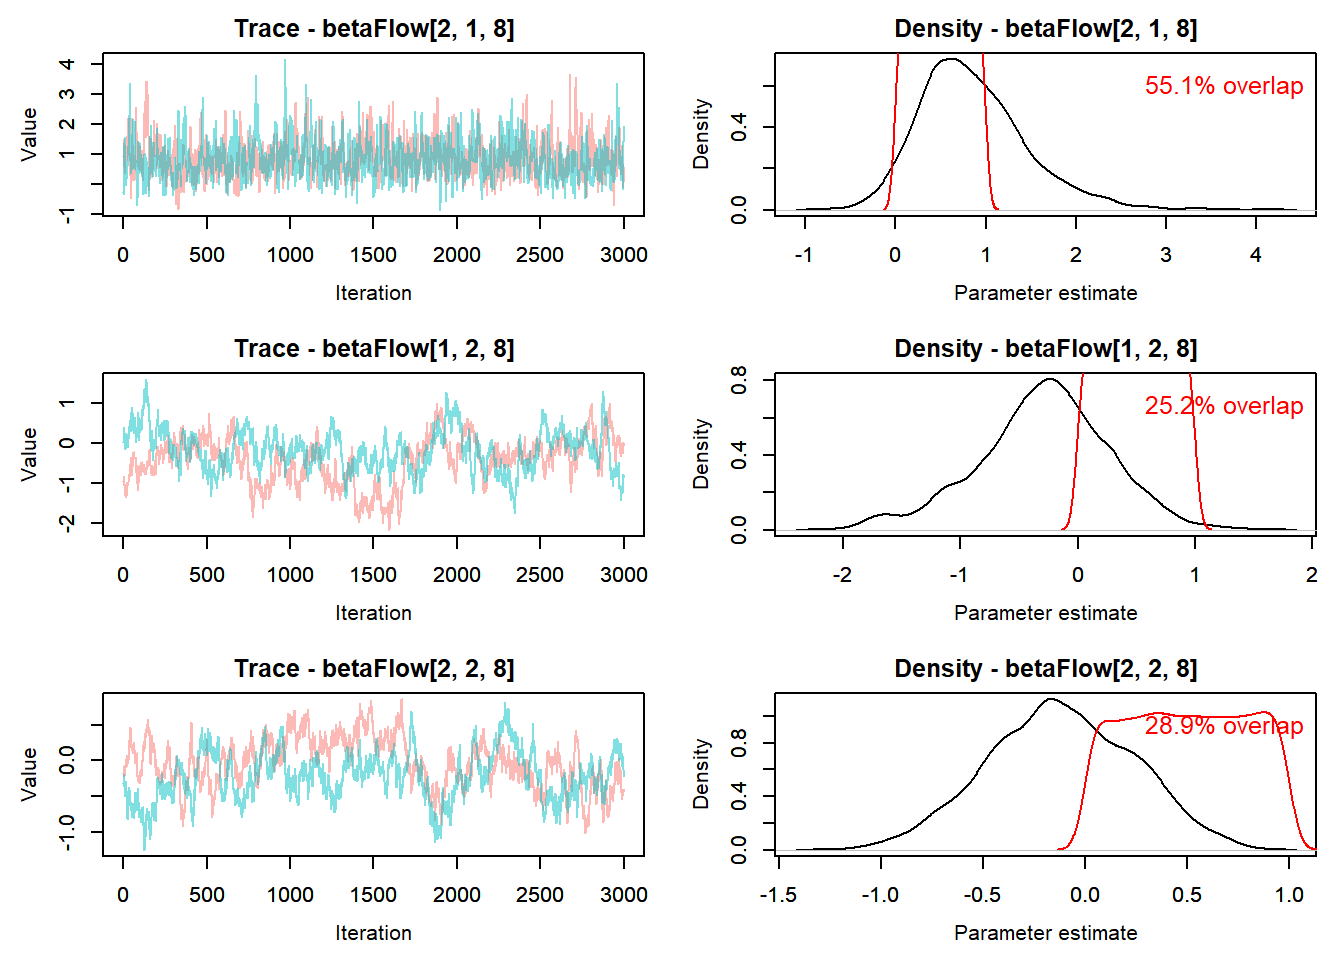 Trace - betaFlow[2, 1, 8]
Value
-1 1 2 3 4
0 500 1000 1500 2000 2500 3000
Iteration
Density - betaFlow[2, 1, 8]
55.1% overlap
Density
0.0 0.4
-1 0 1 2 3 4
Parameter estimate
Trace - betaFlow[1, 2, 8]
Value
-2 -1 0 1
0 500 1000 1500 2000 2500 3000
Iteration
Density - betaFlow[1, 2, 8]
25.2% overlap
Density
0.0 0.4 0.8
-2 -1 0 1 2
Parameter estimate
Trace - betaFlow[2, 2, 8]
Value
-1.0 0.0
0 500 1000 1500 2000 2500 3000
Iteration
Density - betaFlow[2, 2, 8]
28.9% overlap
Density
0.0 0.4 0.8
-1.5 -1.0 -0.5 0.0 0.5 1.0
Parameter estimate